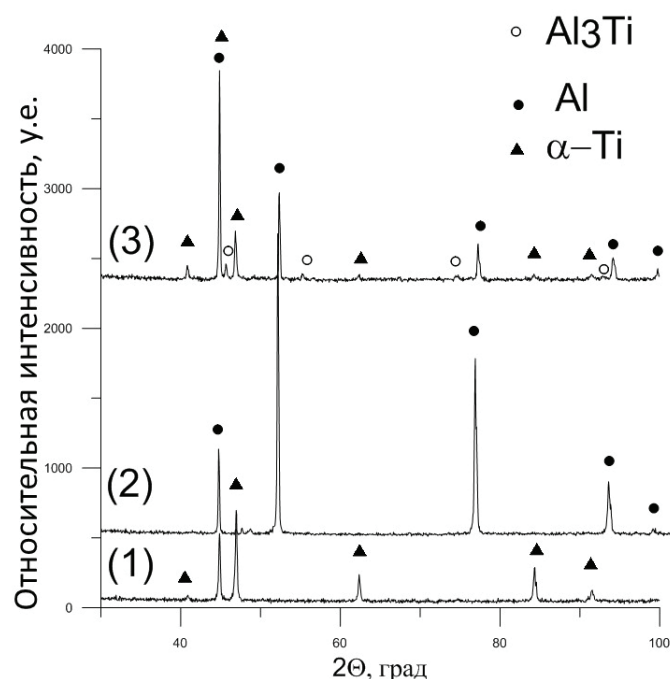 Al3Ti
Al
α–Ti
Относительная интенсивность, у.е.
4000
3000
2000
1000
0
(3)
(2)
(1)
40
60
80
100
2Θ, град